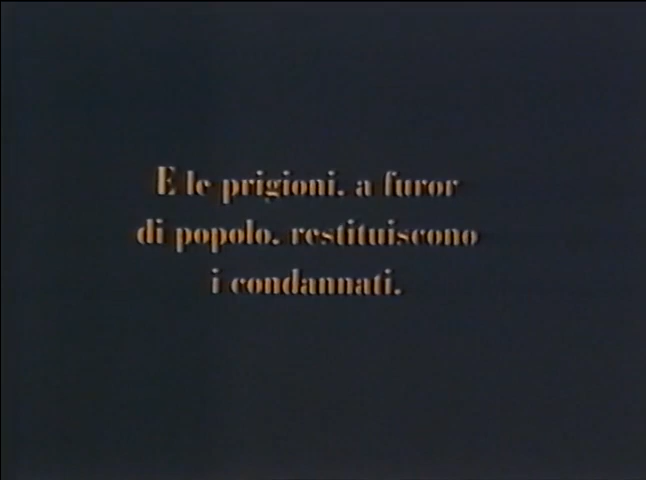 E le prigioni, a furor
di popolo, restituiscono
i condannati.